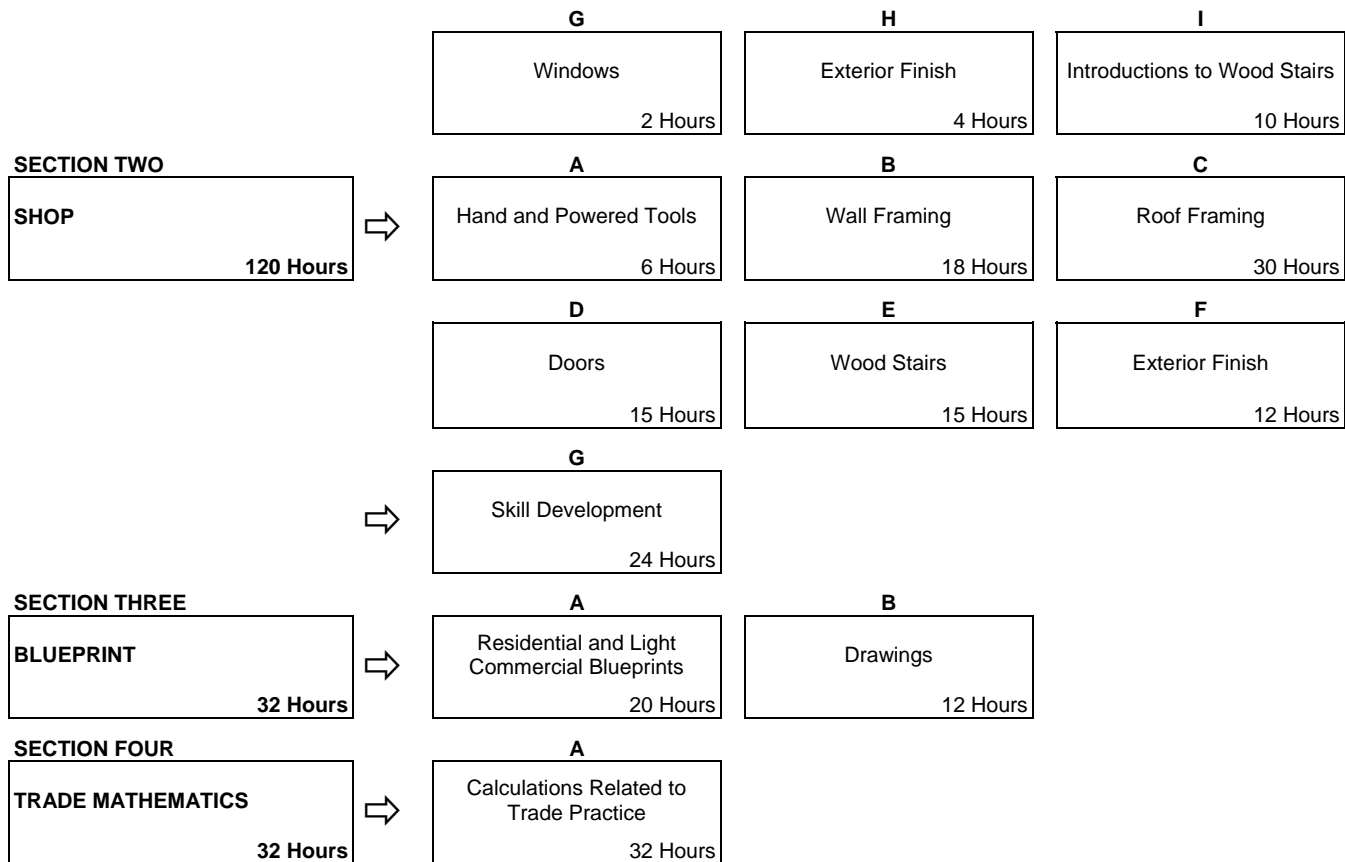 G H I
Windows Exterior Finish Introductions to Wood Stairs
2 Hours 4 Hours 10 Hours
SECTION TWO A B C
SHOP Hand and Powered Tools Wall Framing Roof Framing
120 Hours 6 Hours 18 Hours 30 Hours
D E F
Doors Wood Stairs Exterior Finish
15 Hours 15 Hours 12 Hours
G
Skill Development
24 Hours
SECTION THREE A B
BLUEPRINT Residential and Light Commercial Blueprints Drawings
32 Hours 20 Hours 12 Hours
SECTION FOUR A
TRADE MATHEMATICS Calculations Related to Trade Practice
32 Hours 32 Hours